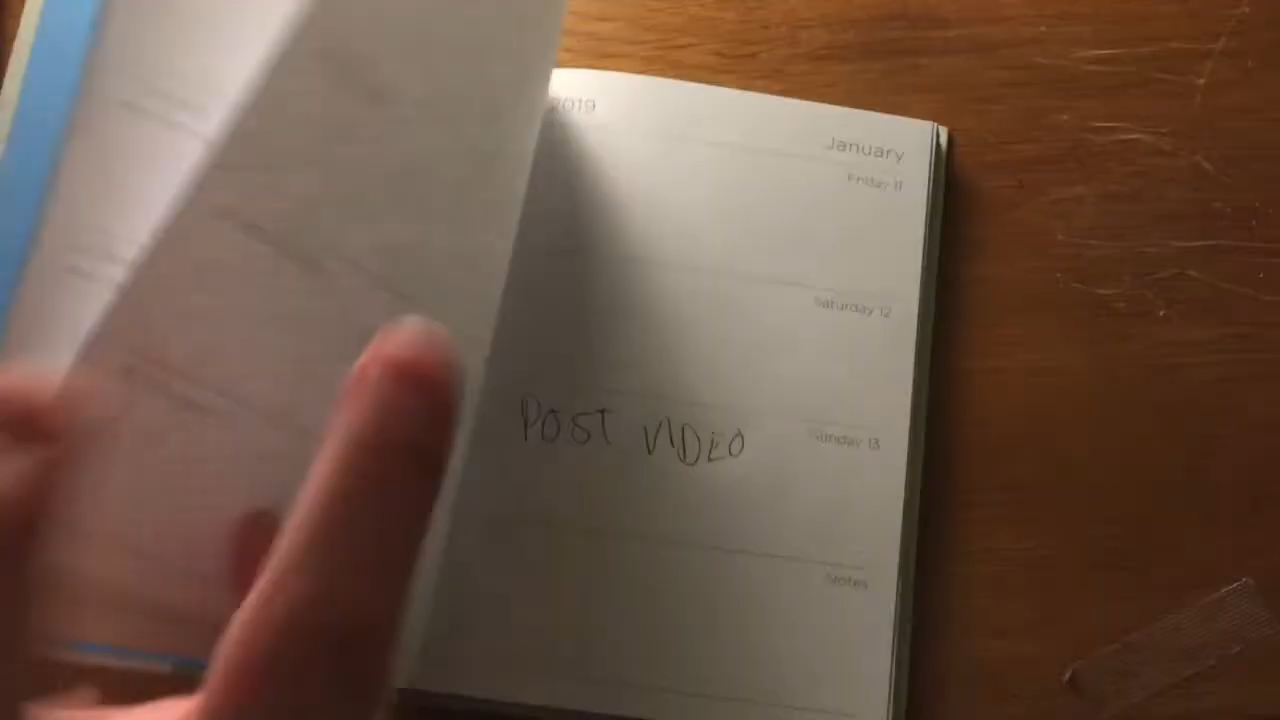 2019
January
Friday 11
Saturday 12
POST VIDEO
Sunday 13
Notes